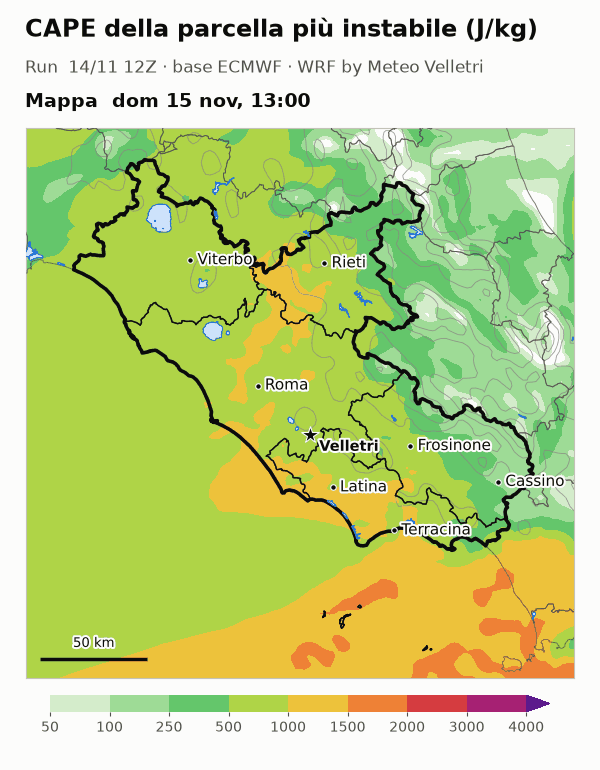 CAPE della parcella più instabile (J/kg)
Run  14/11 12Z · base ECMWF · WRF by Meteo Velletri
Mappa  dom 15 nov, 13:00
Viterbo
Rieti
Roma
Velletri
Frosinone
Cassino
Latina
Terracina
50 km
50 100 250 500 1000 1500 2000 3000 4000